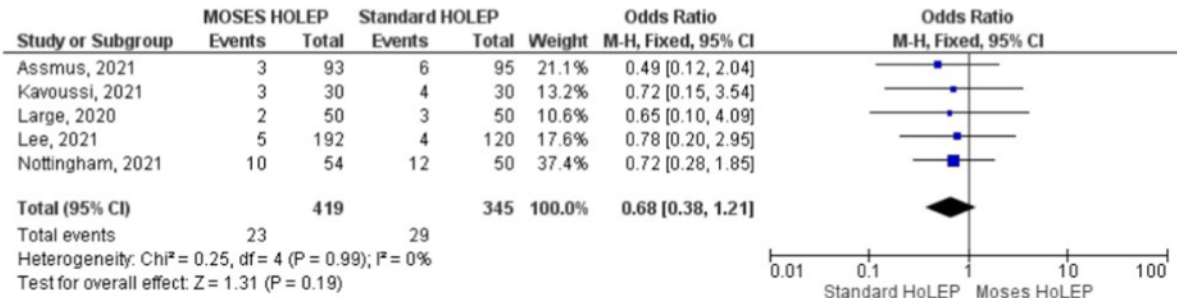 MOSES HOLEP Standard HOLEP Odds Ratio Odds Ratio
Study or Subgroup Events Total Events Total Weight M-H, Fixed, 95% CI M-H, Fixed, 95% CI
Assmus, 2021 3 93 6 95 21.1% 0.49 [0.12, 2.04]
Kavoussi, 2021 3 30 4 30 13.2% 0.72 [0.15, 3.54]
Large, 2020 2 50 3 50 10.6% 0.65 [0.10, 4.09]
Lee, 2021 5 192 4 120 17.6% 0.78 [0.20, 2.95]
Nottingham, 2021 10 54 12 50 37.4% 0.72 [0.28, 1.85]
Total (95% CI) 419 345 100.0% 0.68 [0.38, 1.21]
Total events 23 29
Heterogeneity: Chi² = 0.25, df = 4 (P = 0.99); I² = 0%
Test for overall effect: Z = 1.31 (P = 0.19)
0.01 0.1 1 10 100
Standard HoLEP Moses HoLEP